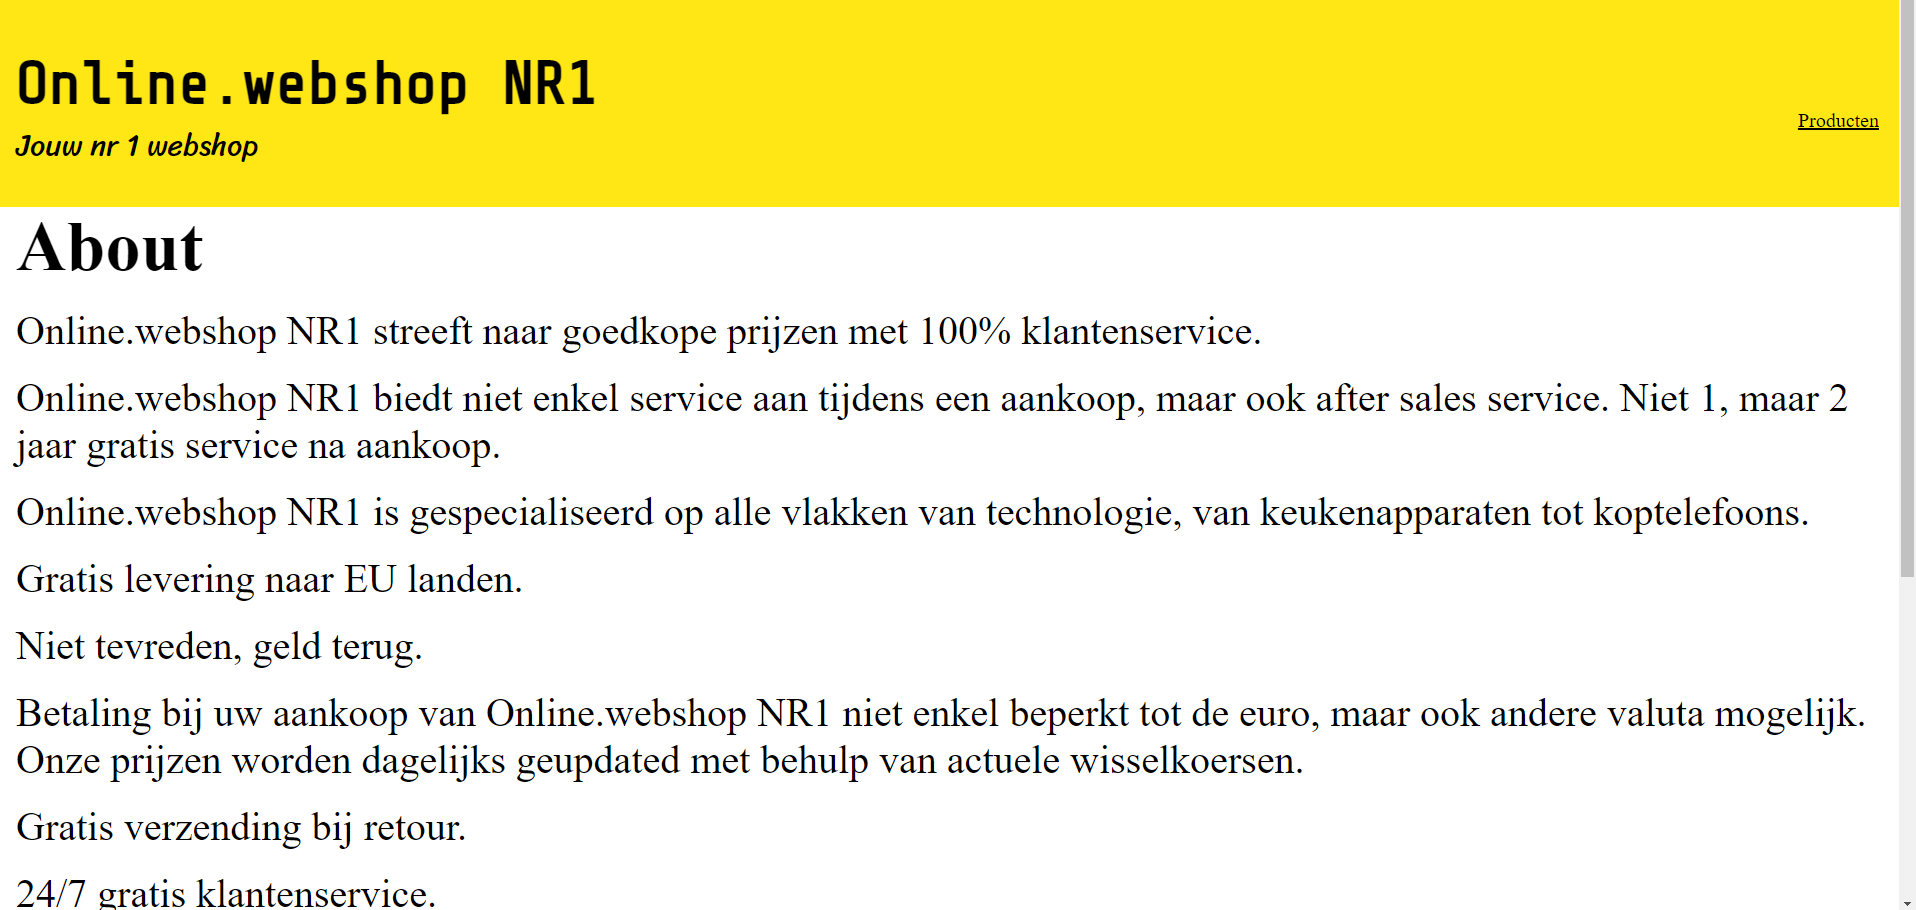 Online.webshop NR1
Jouw nr 1 webshop
Producten
About
Online.webshop NR1 streeft naar goedkope prijzen met 100% klantenservice.
Online.webshop NR1 biedt niet enkel service aan tijdens een aankoop, maar ook after sales service. Niet 1, maar 2
jaar gratis service na aankoop.
Online.webshop NR1 is gespecialiseerd op alle vlakken van technologie, van keukenapparaten tot koptelefoons.
Gratis levering naar EU landen.
Niet tevreden, geld terug.
Betaling bij uw aankoop van Online.webshop NR1 niet enkel beperkt tot de euro, maar ook andere valuta mogelijk.
Onze prijzen worden dagelijks geupdated met behulp van actuele wisselkoersen.
Gratis verzending bij retour.
24/7 gratis klantenservice.